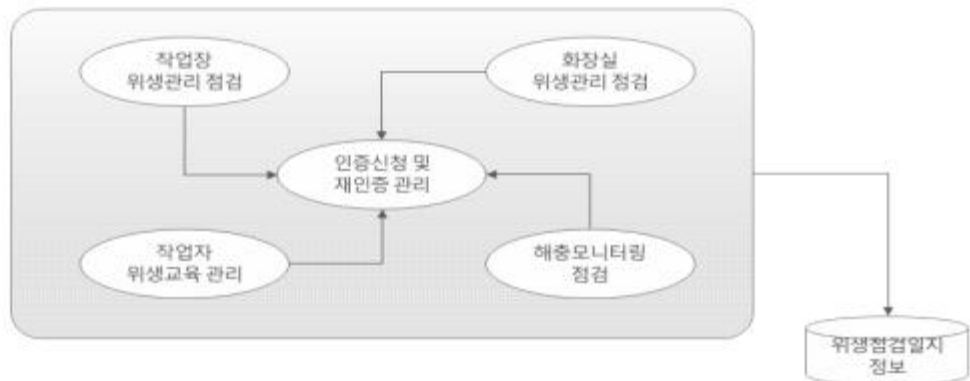 작업장
위생관리 점검
화장실
위생관리 점검
인증신청 및
재인증 관리
작업자
위생교육 관리
해충모니터링
점검
위생점검일지
정보